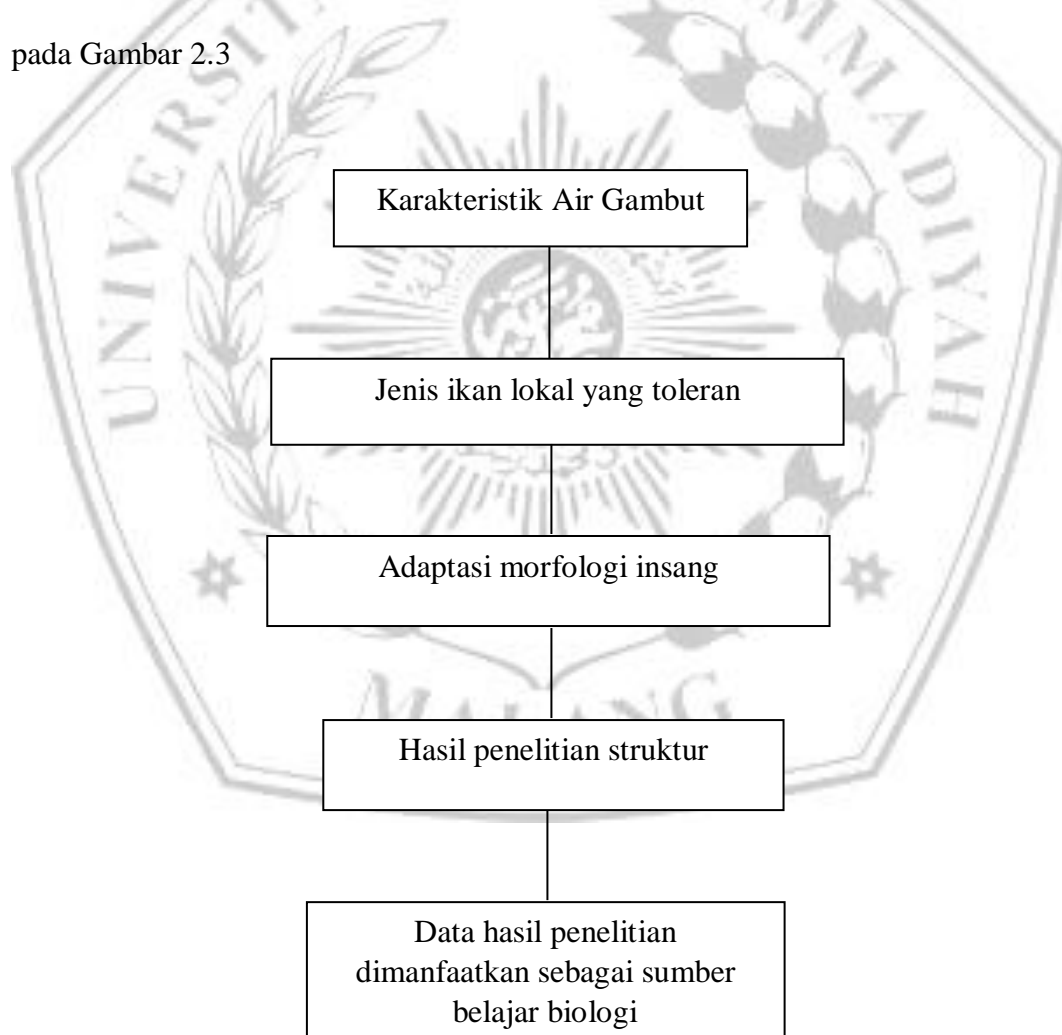 pada Gambar 2.3
Karakteristik Air Gambut
Jenis ikan lokal yang toleran
Adaptasi morfologi insang
Hasil penelitian struktur
Data hasil penelitian
dimanfaatkan sebagai sumber
belajar biologi
MALANG